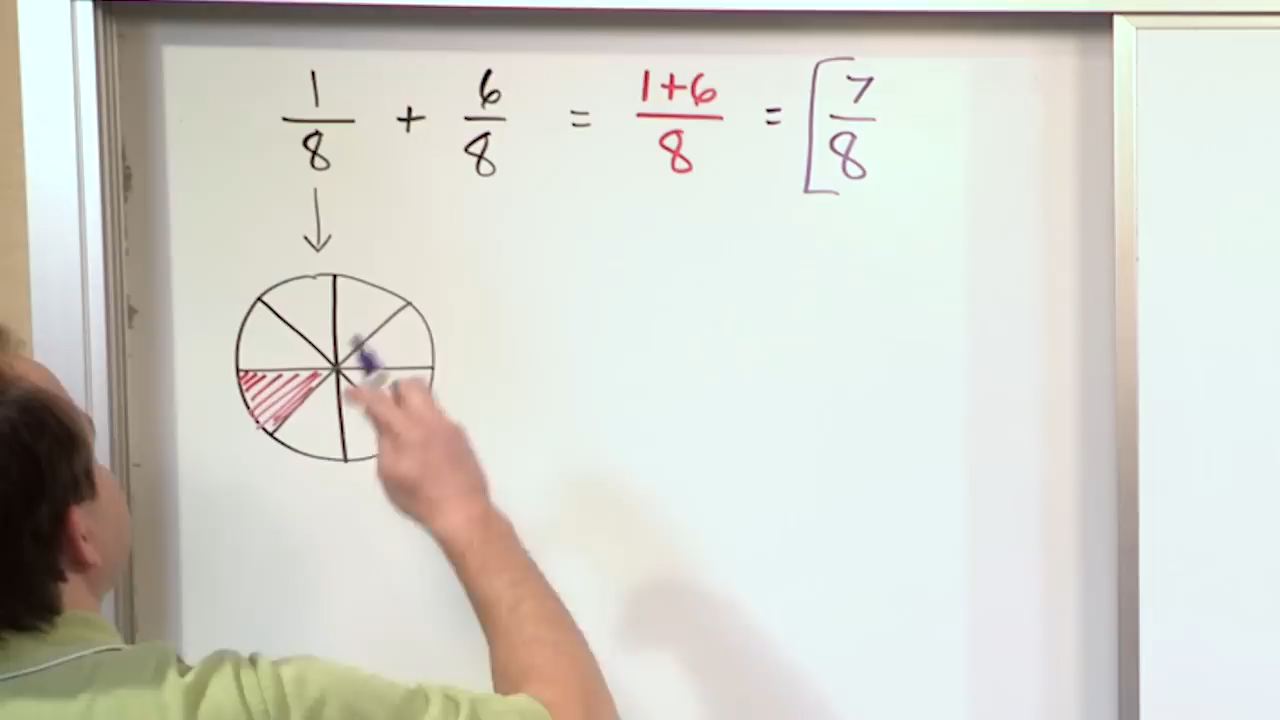 1/8 + 6/8 = 1+6/8 = [7/8